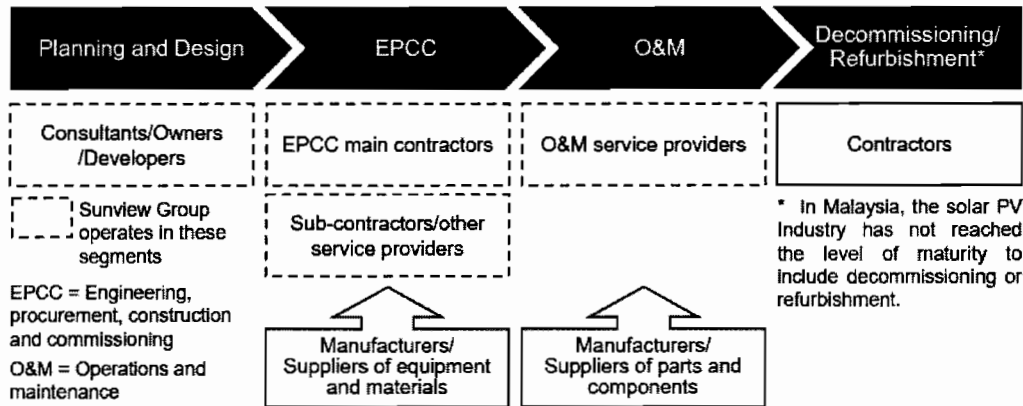 Planning and Design
EPCC
O&M
Decommissioning/
Refurbishment*
Consultants/Owners
/Developers
EPCC main contractors
O&M service providers
Contractors
Sunview Group
operates in these
segments
Sub-contractors/other
service providers
* In Malaysia, the solar PV
Industry has not reached
the level of maturity to
include decommissioning or
refurbishment.
EPCC = Engineering,
procurement, construction
and commissioning
O&M = Operations and
maintenance
Manufacturers/
Suppliers of equipment
and materials
Manufacturers/
Suppliers of parts and
components